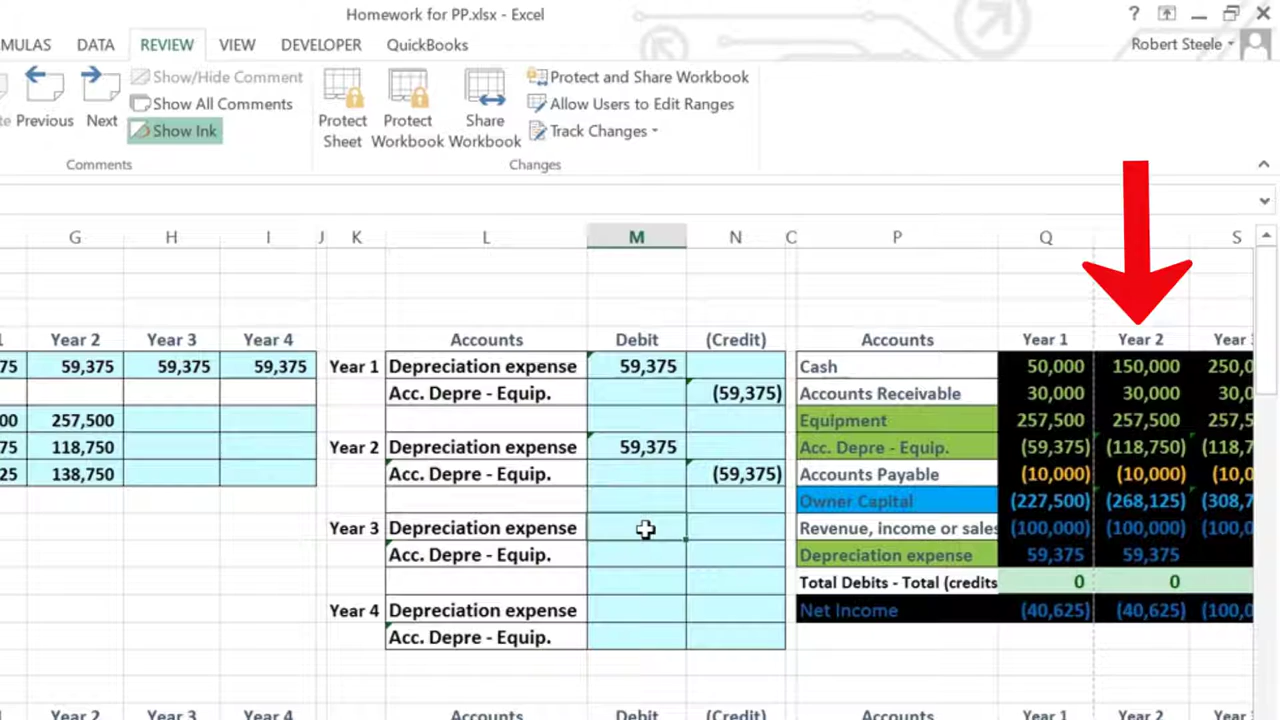 Homework for PP.xlsx - Excel
?
MULAS DATA REVIEW VIEW DEVELOPER QuickBooks Robert Steele
Show/Hide Comment
Show All Comments
Show Ink
Previous Next
Protect Sheet
Protect Workbook
Share Workbook
Protect and Share Workbook
Allow Users to Edit Ranges
Track Changes
Comments Changes
G H I J K L M N C P Q S
Year 2 Year 3 Year 4 Accounts Debit (Credit) Accounts Year 1 Year 2 Year
75 59,375 59,375 59,375 Year 1 Depreciation expense 59,375 Cash 50,000 150,000 250,0
Acc. Depre - Equip. (59,375) Accounts Receivable 30,000 30,000 30,0
00 257,500 Equipment 257,500 257,500 257,5
75 118,750 Year 2 Depreciation expense 59,375 Acc. Depre - Equip. (59,375) (118,750) (118,7
25 138,750 Acc. Depre - Equip. (59,375) Accounts Payable (10,000) (10,000) (10,0
Owner Capital (227,500) (268,125) (308,7
Year 3 Depreciation expense Revenue, income or sales (100,000) (100,000) (100,0
Acc. Depre - Equip. Depreciation expense 59,375 59,375
Total Debits - Total (credits 0 0
Year 4 Depreciation expense Net Income (40,625) (40,625) (100,0
Acc. Depre - Equip.
Accounts Debit (Credit) Accounts Year 1 Year 2 Year